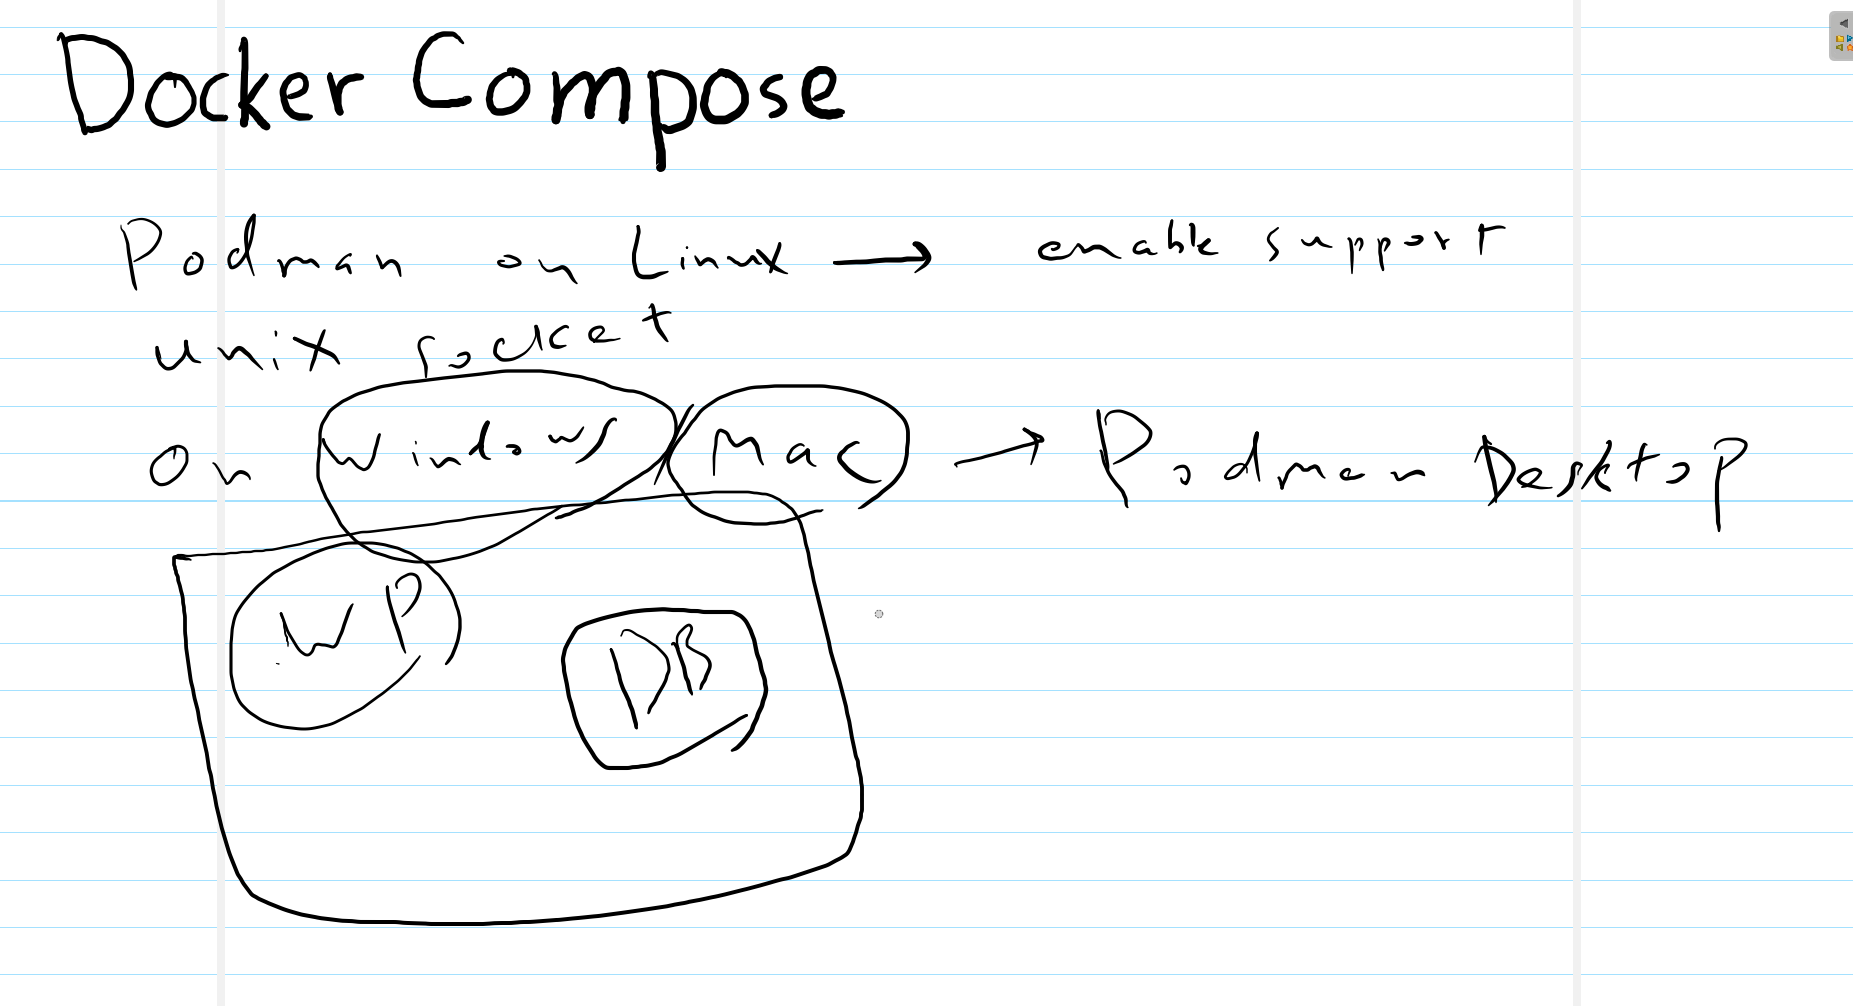 Docker Compose
Podman on Linux → enable support
unix socket
on Windows / Mac → Podman Desktop
WP
DB